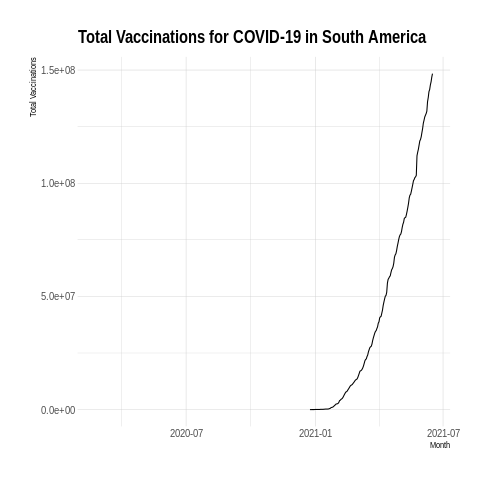 Total Vaccinations for COVID-19 in South America
Total Vaccinations
1.5e+08
1.0e+08
5.0e+07
0.0e+00
2020-07
2021-01
2021-07
Month